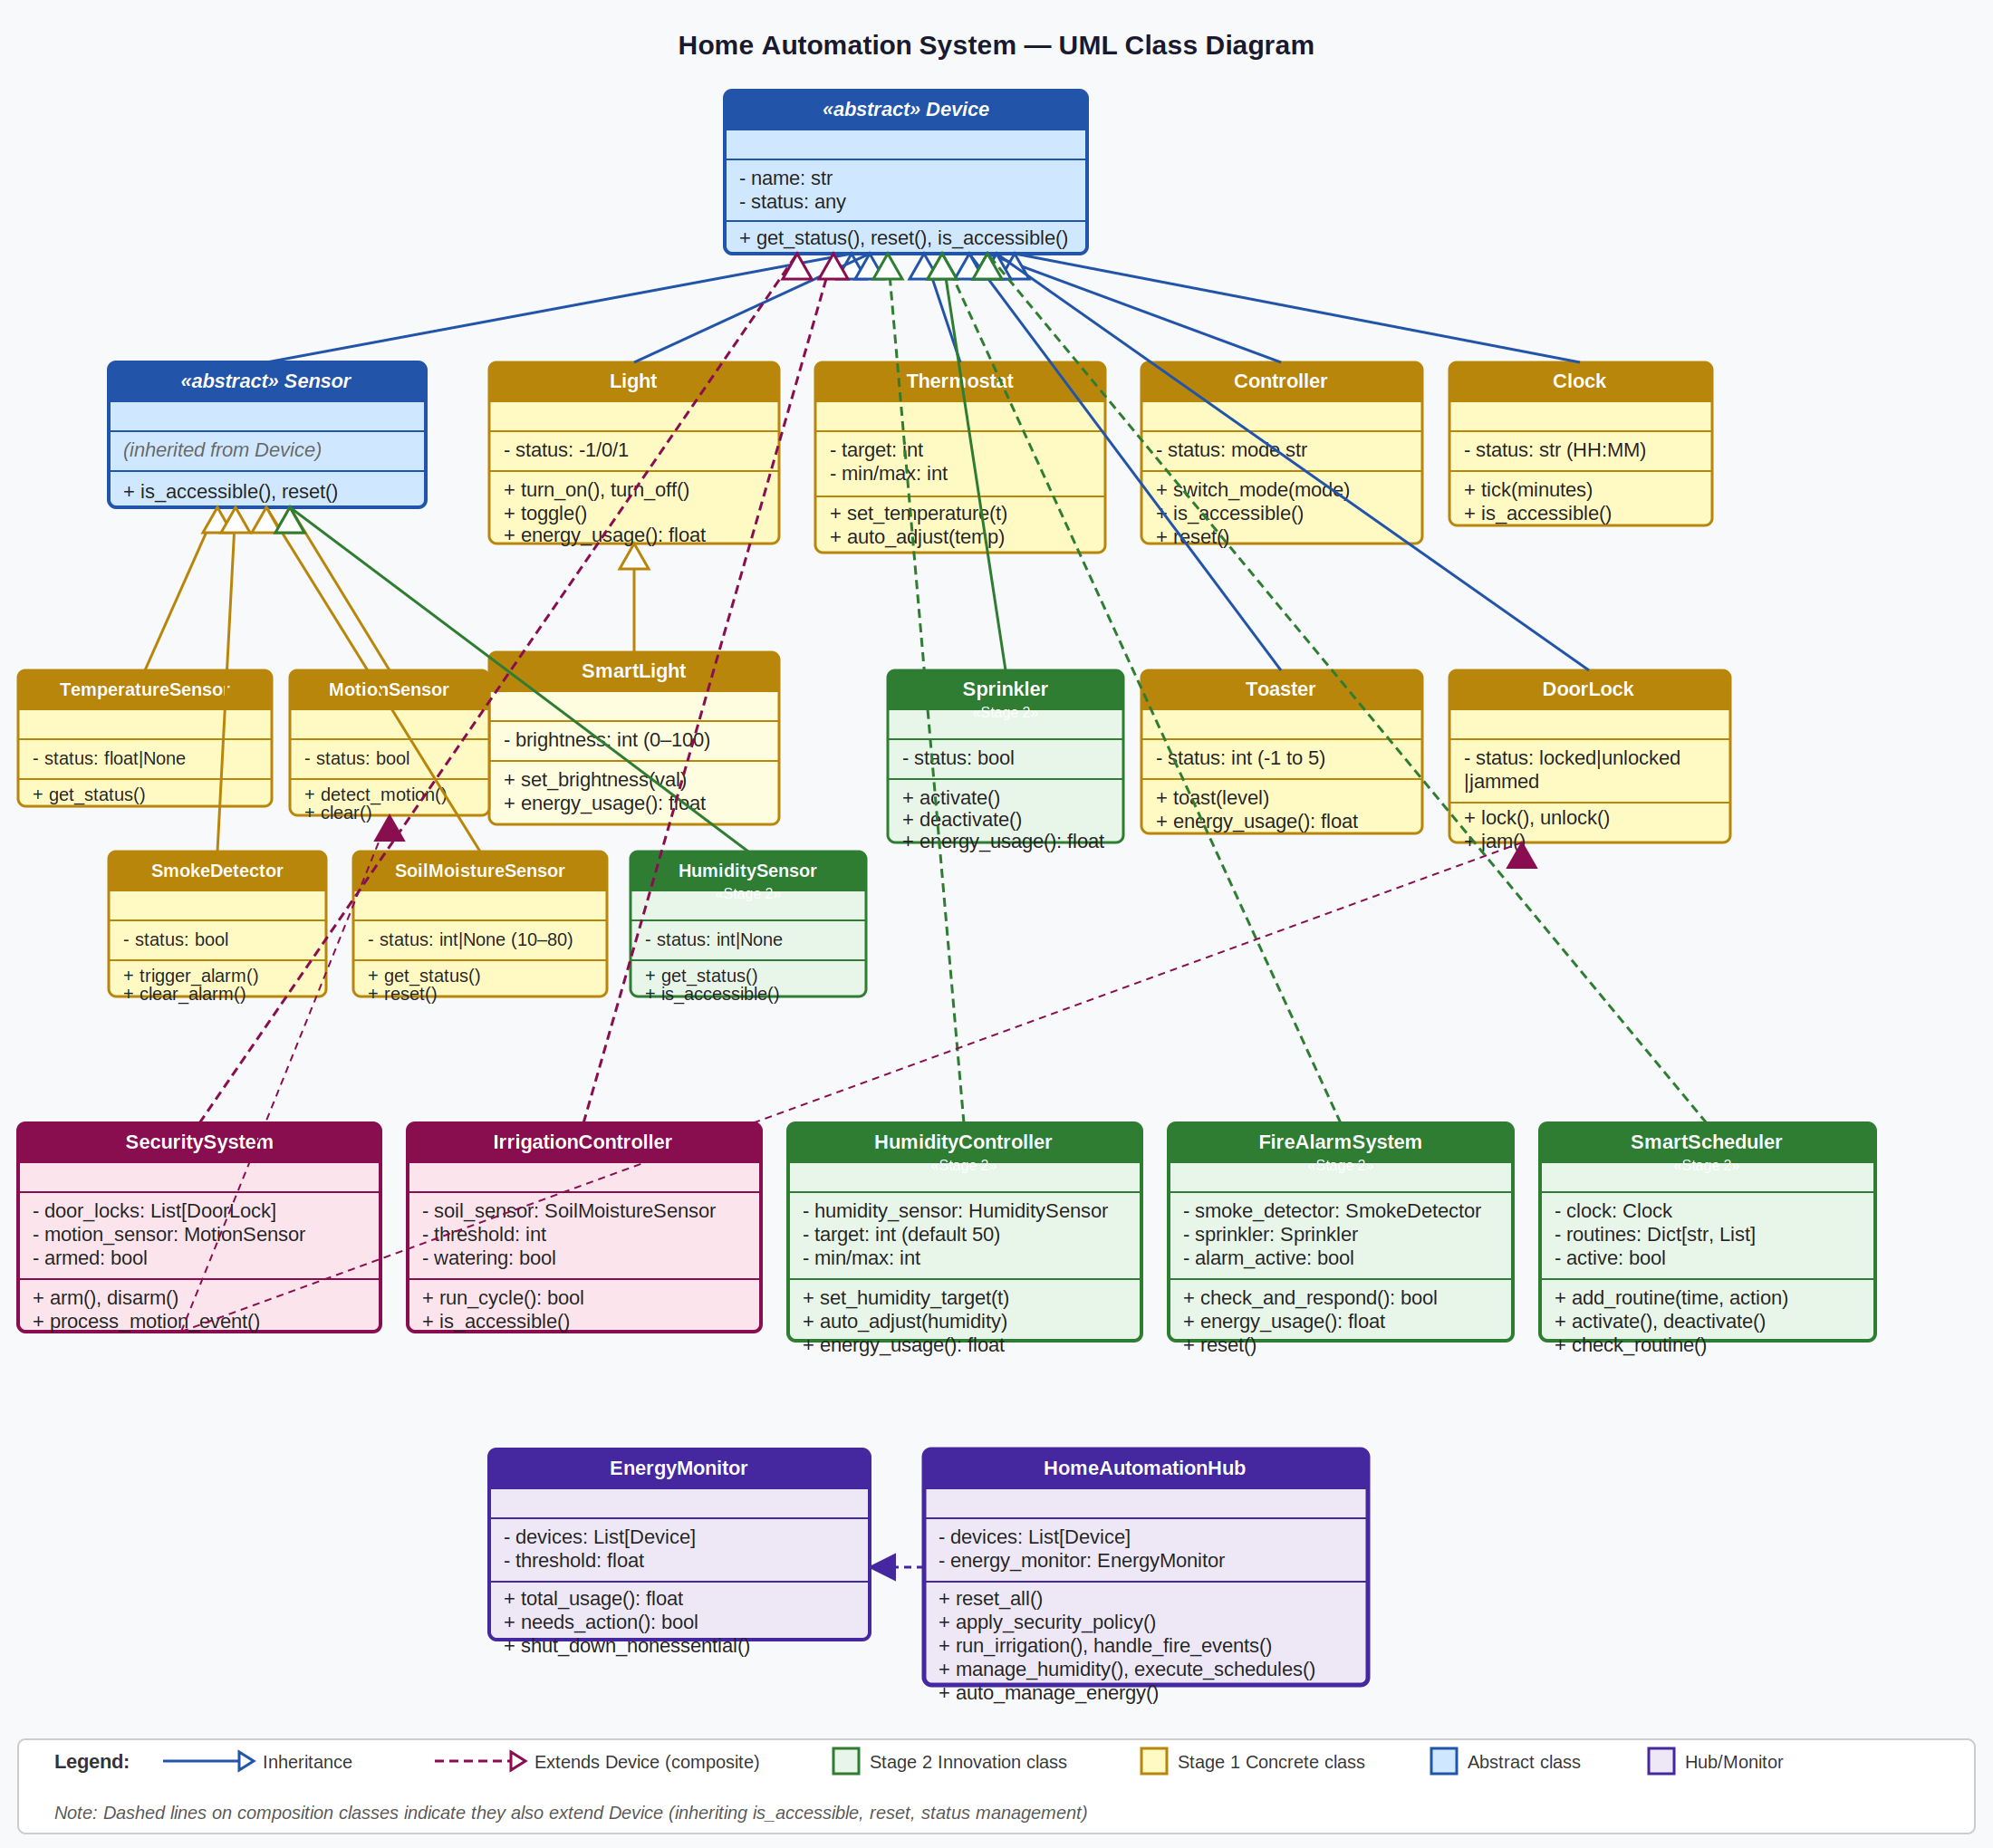 Home Automation System — UML Class Diagram
«abstract» Device
- name: str
- status: any
+ get_status(), reset(), is_accessible()
«abstract» Sensor
(inherited from Device)
+ is_accessible(), reset()
Light
- status: -1/0/1
+ turn_on(), turn_off()
+ toggle()
+ energy_usage(): float
Thermostat
- target: int
- min/max: int
+ set_temperature(t)
+ auto_adjust(temp)
Controller
- status: mode str
+ switch_mode(mode)
+ is_accessible()
+ reset()
Clock
- status: str (HH:MM)
+ tick(minutes)
+ is_accessible()
TemperatureSensor
- status: float|None
+ get_status()
MotionSensor
- status: bool
+ detect_motion()
+ clear()
SmartLight
- brightness: int (0–100)
+ set_brightness(val)
+ energy_usage(): float
Sprinkler
«Stage 2»
- status: bool
+ activate()
+ deactivate()
+ energy_usage(): float
Toaster
- status: int (-1 to 5)
+ toast(level)
+ energy_usage(): float
DoorLock
- status: locked|unlocked
|jammed
+ lock(), unlock()
+ jam()
SmokeDetector
- status: bool
+ trigger_alarm()
+ clear_alarm()
SoilMoistureSensor
- status: int|None (10–80)
+ get_status()
+ reset()
HumiditySensor
«Stage 2»
- status: int|None
+ get_status()
+ is_accessible()
SecuritySystem
- door_locks: List[DoorLock]
- motion_sensor: MotionSensor
- armed: bool
+ arm(), disarm()
+ process_motion_event()
IrrigationController
- soil_sensor: SoilMoistureSensor
- threshold: int
- watering: bool
+ run_cycle(): bool
+ is_accessible()
HumidityController
«Stage 2»
- humidity_sensor: HumiditySensor
- target: int (default 50)
- min/max: int
+ set_humidity_target(t)
+ auto_adjust(humidity)
+ energy_usage(): float
FireAlarmSystem
«Stage 2»
- smoke_detector: SmokeDetector
- sprinkler: Sprinkler
- alarm_active: bool
+ check_and_respond(): bool
+ energy_usage(): float
+ reset()
SmartScheduler
«Stage 2»
- clock: Clock
- routines: Dict[str, List]
- active: bool
+ add_routine(time, action)
+ activate(), deactivate()
+ check_routine()
EnergyMonitor
- devices: List[Device]
- threshold: float
+ total_usage(): float
+ needs_action(): bool
+ shut_down_nonessential()
HomeAutomationHub
- devices: List[Device]
- energy_monitor: EnergyMonitor
+ reset_all()
+ apply_security_policy()
+ run_irrigation(), handle_fire_events()
+ manage_humidity(), execute_schedules()
+ auto_manage_energy()
Legend: Inheritance Extends Device (composite) Stage 2 Innovation class Stage 1 Concrete class Abstract class Hub/Monitor
Note: Dashed lines on composition classes indicate they also extend Device (inheriting is_accessible, reset, status management)